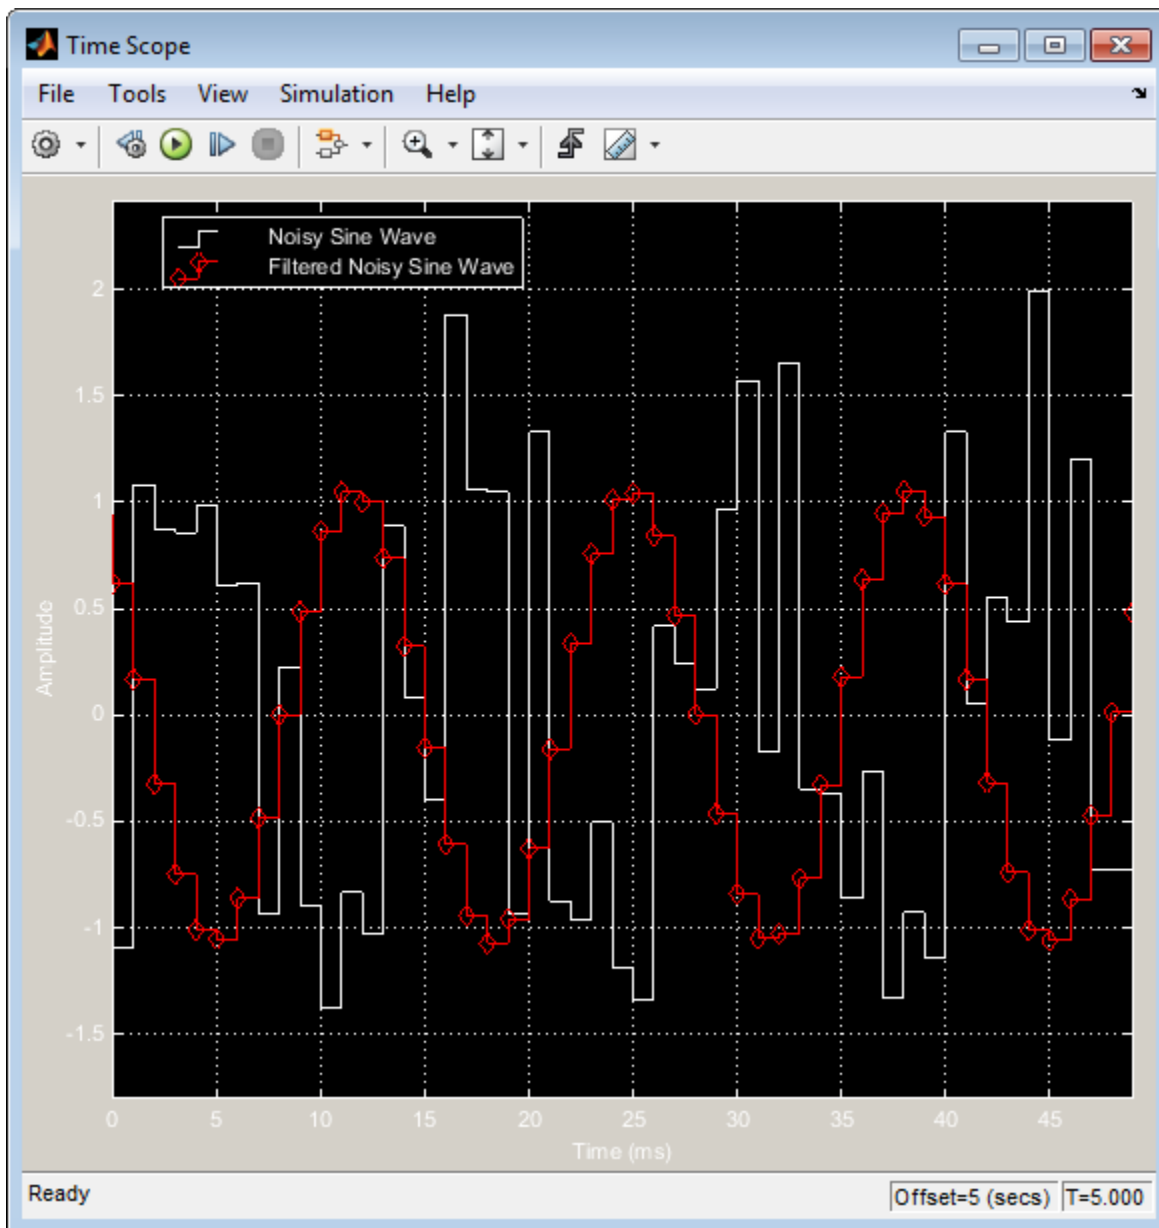 Time Scope
File Tools View Simulation Help
Noisy Sine Wave
Filtered Noisy Sine Wave
2
1.5
1
0.5
0
-0.5
-1
-1.5
Amplitude
0 5 10 15 20 25 30 35 40 45
Time (ms)
Ready Offset=5 (secs) T=5.000